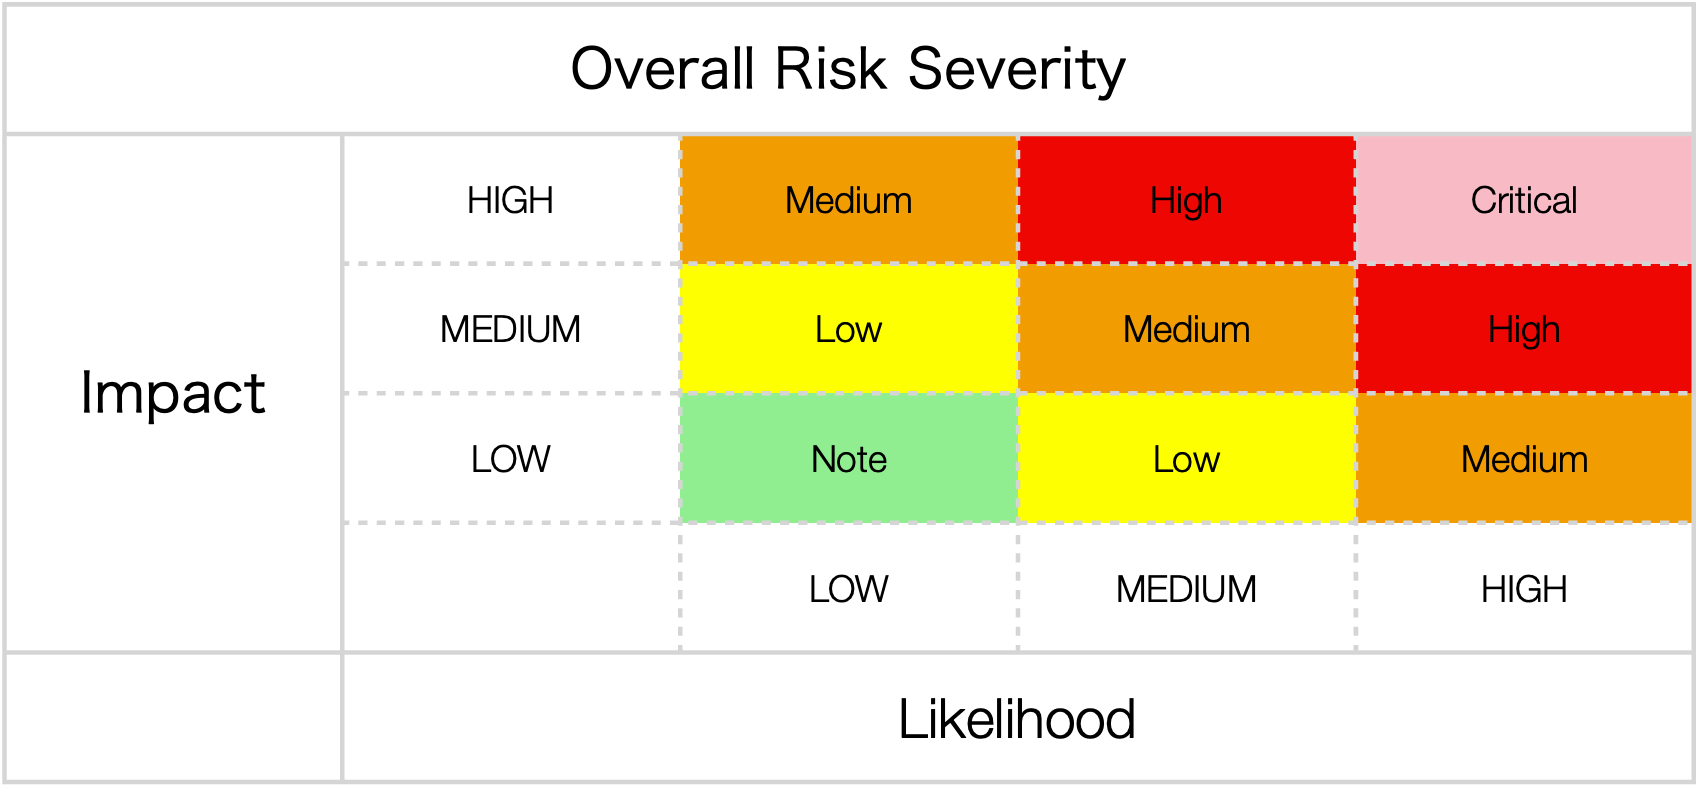 Overall Risk Severity
HIGH Medium High Critical
MEDIUM Low Medium High
Impact
LOW Note Low Medium
LOW MEDIUM HIGH
Likelihood